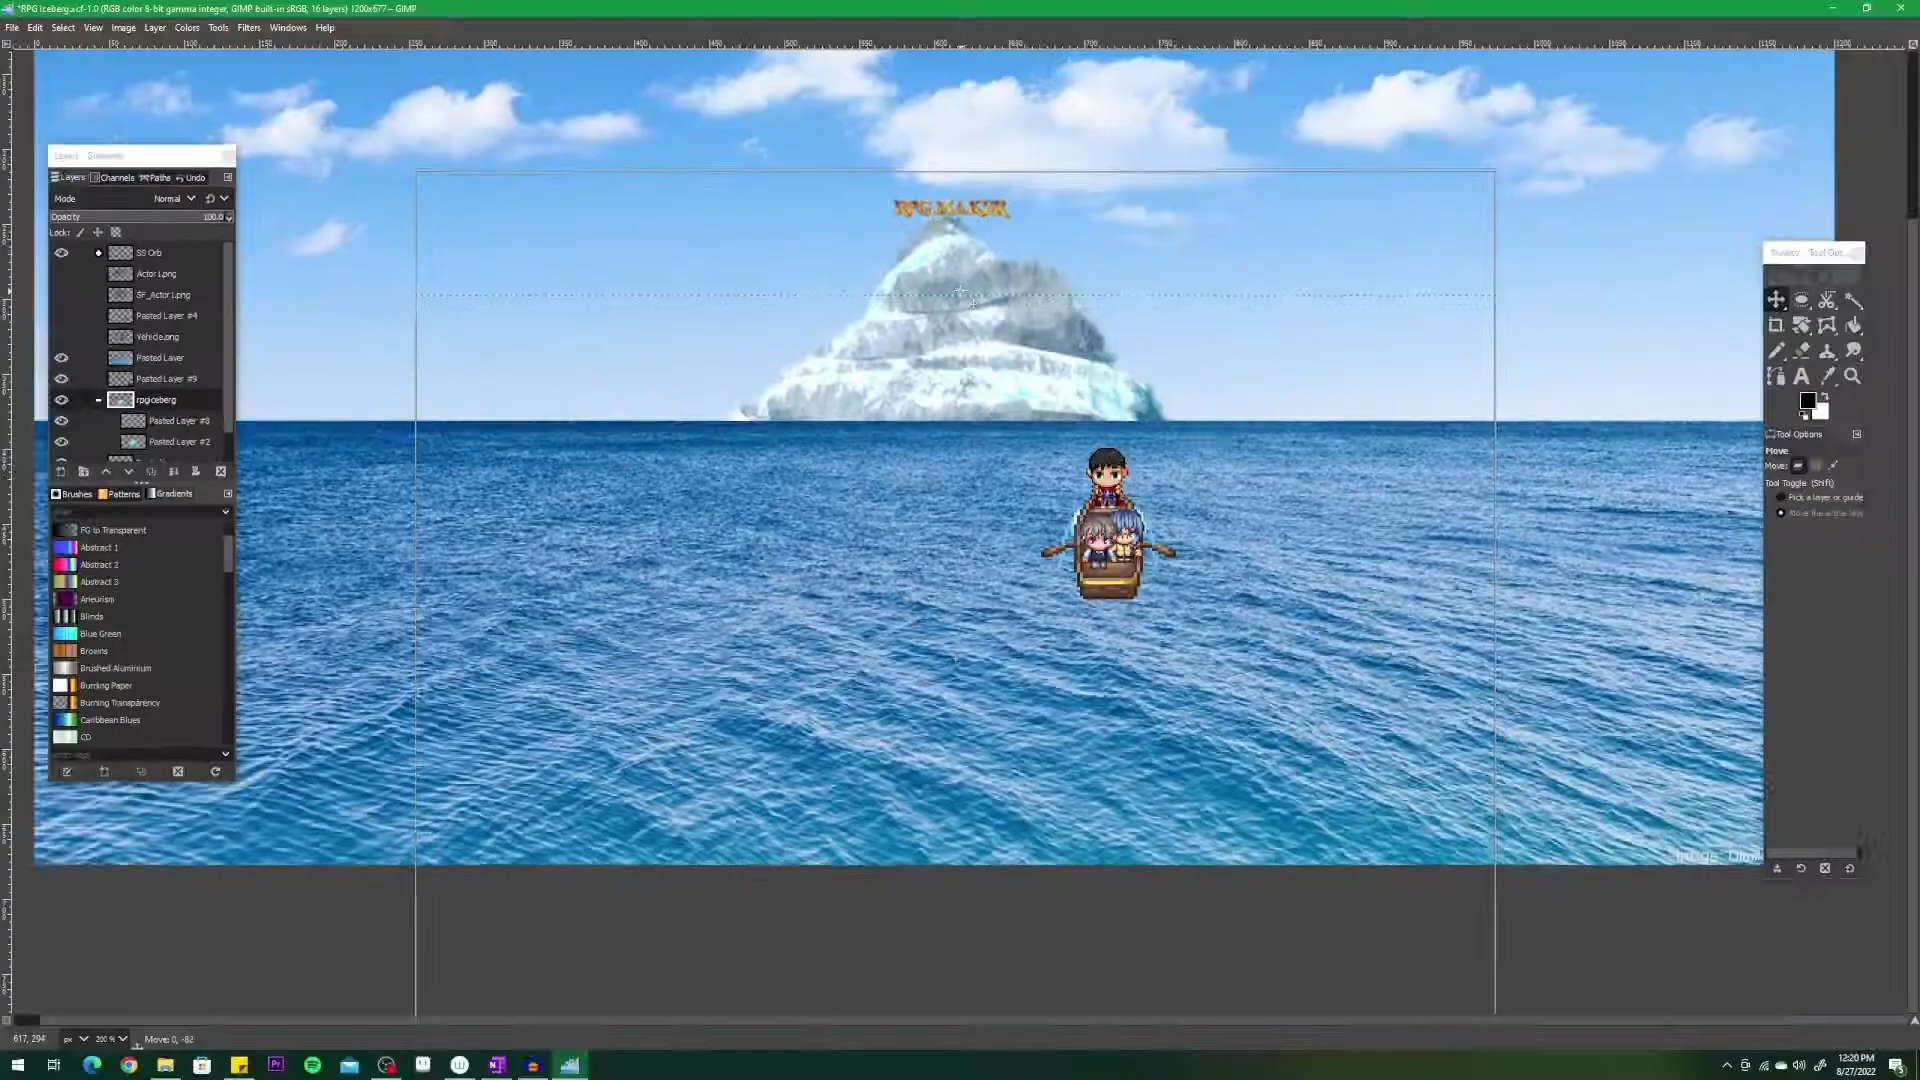 *RPG Iceberg.xcf-1.0 (RGB color 8-bit gamma integer, GIMP built-in sRGB, 16 layers) 1200x677 – GIMP
File Edit Select View Image Layer Colors Select Tools Filters Windows Help
RPG MAKER
Layers
Layers Channels Paths Undo
Mode Normal
Opacity 100.0
Lock:
SS Orb
Actor1.png
SF_Actor1.png
Pasted Layer #4
Vehicle.png
Pasted Layer
Pasted Layer #9
rpgiceberg
Pasted Layer #8
Pasted Layer #2
Brushes Patterns Gradients
FG to Transparent
Abstract 1
Abstract 2
Abstract 3
Aneurism
Blinds
Blue Green
Browns
Brushed Aluminium
Burning Paper
Burning Transparency
Caribbean Blues
CD
Tool Options
Move
Move:
Tool Toggle (Shift)
Pick a layer or guide
617, 294 px 200 % Move: 0, -82
12:20 PM
8/27/2022